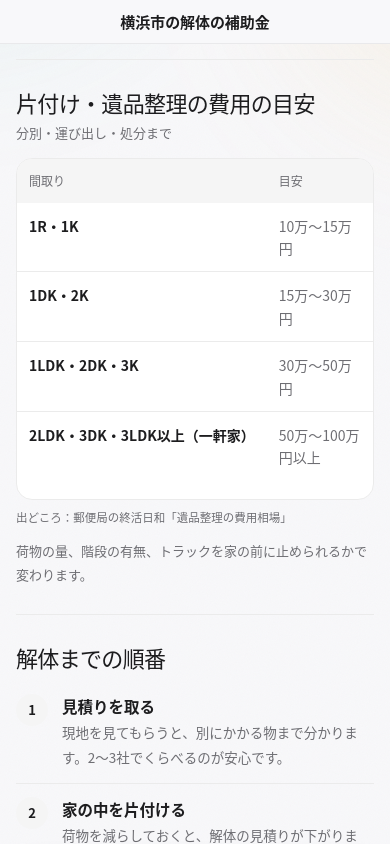 横浜市の解体の補助金
片付け・遺品整理の費用の目安
分別・運び出し・処分まで
間取り 目安
1R・1K 10万〜15万
円
1DK・2K 15万〜30万
円
1LDK・2DK・3K 30万〜50万
円
2LDK・3DK・3LDK以上（一軒家） 50万〜100万
円以上
出どころ：郵便局の終活日和「遺品整理の費用相場」
荷物の量、階段の有無、トラックを家の前に止められるかで
変わります。
解体までの順番
1 見積りを取る
現地を見てもらうと、別にかかる物まで分かりま
す。2〜3社でくらべるのが安心です。
2 家の中を片付ける
荷物を減らしておくと、解体の見積りが下がりま